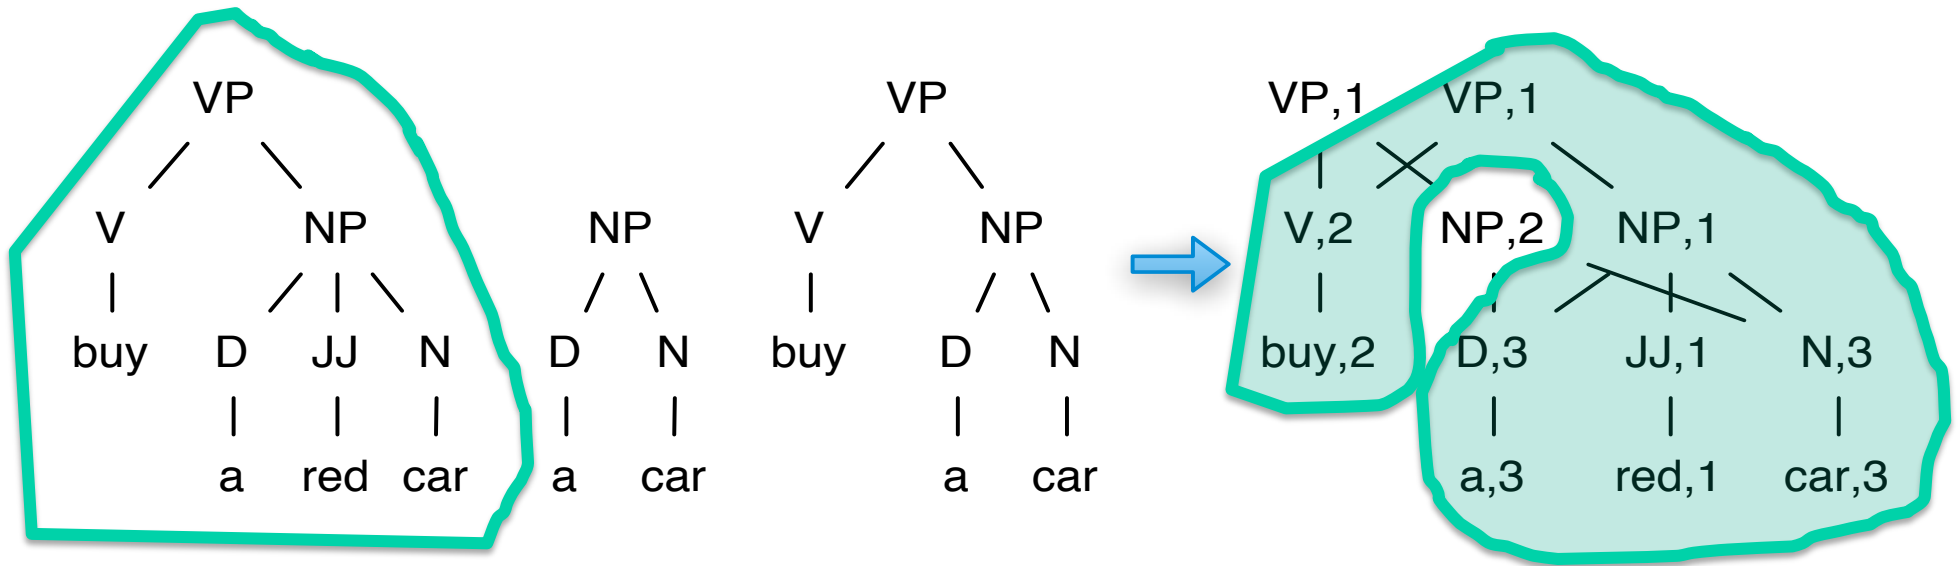 VP VP VP,1 VP,1
V NP NP V NP V,2 NP,2 NP,1
buy D JJ N D N buy D N buy,2 D,3 JJ,1 N,3
a red car a car a car a,3 red,1 car,3